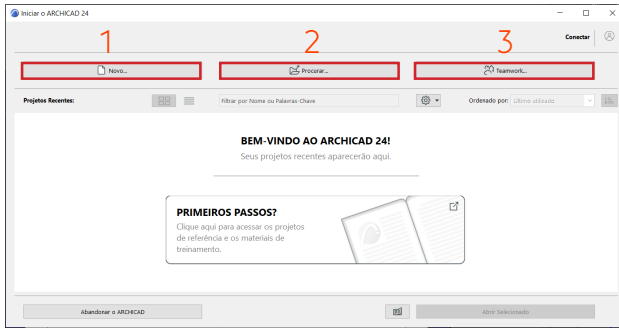 Iniciar o ARCHICAD 24
1 2 3
Conectar
Novo... Procurar... Teamwork...
Projetos Recentes: Filtrar por Nome ou Palavras-Chave Ordenado por: Último utilizado
BEM-VINDO AO ARCHICAD 24!
Seus projetos recentes aparecerão aqui.
PRIMEIROS PASSOS?
Clique aqui para acessar os projetos
de referência e os materiais de
treinamento.
Abandonar o ARCHICAD Abrir Selecionado